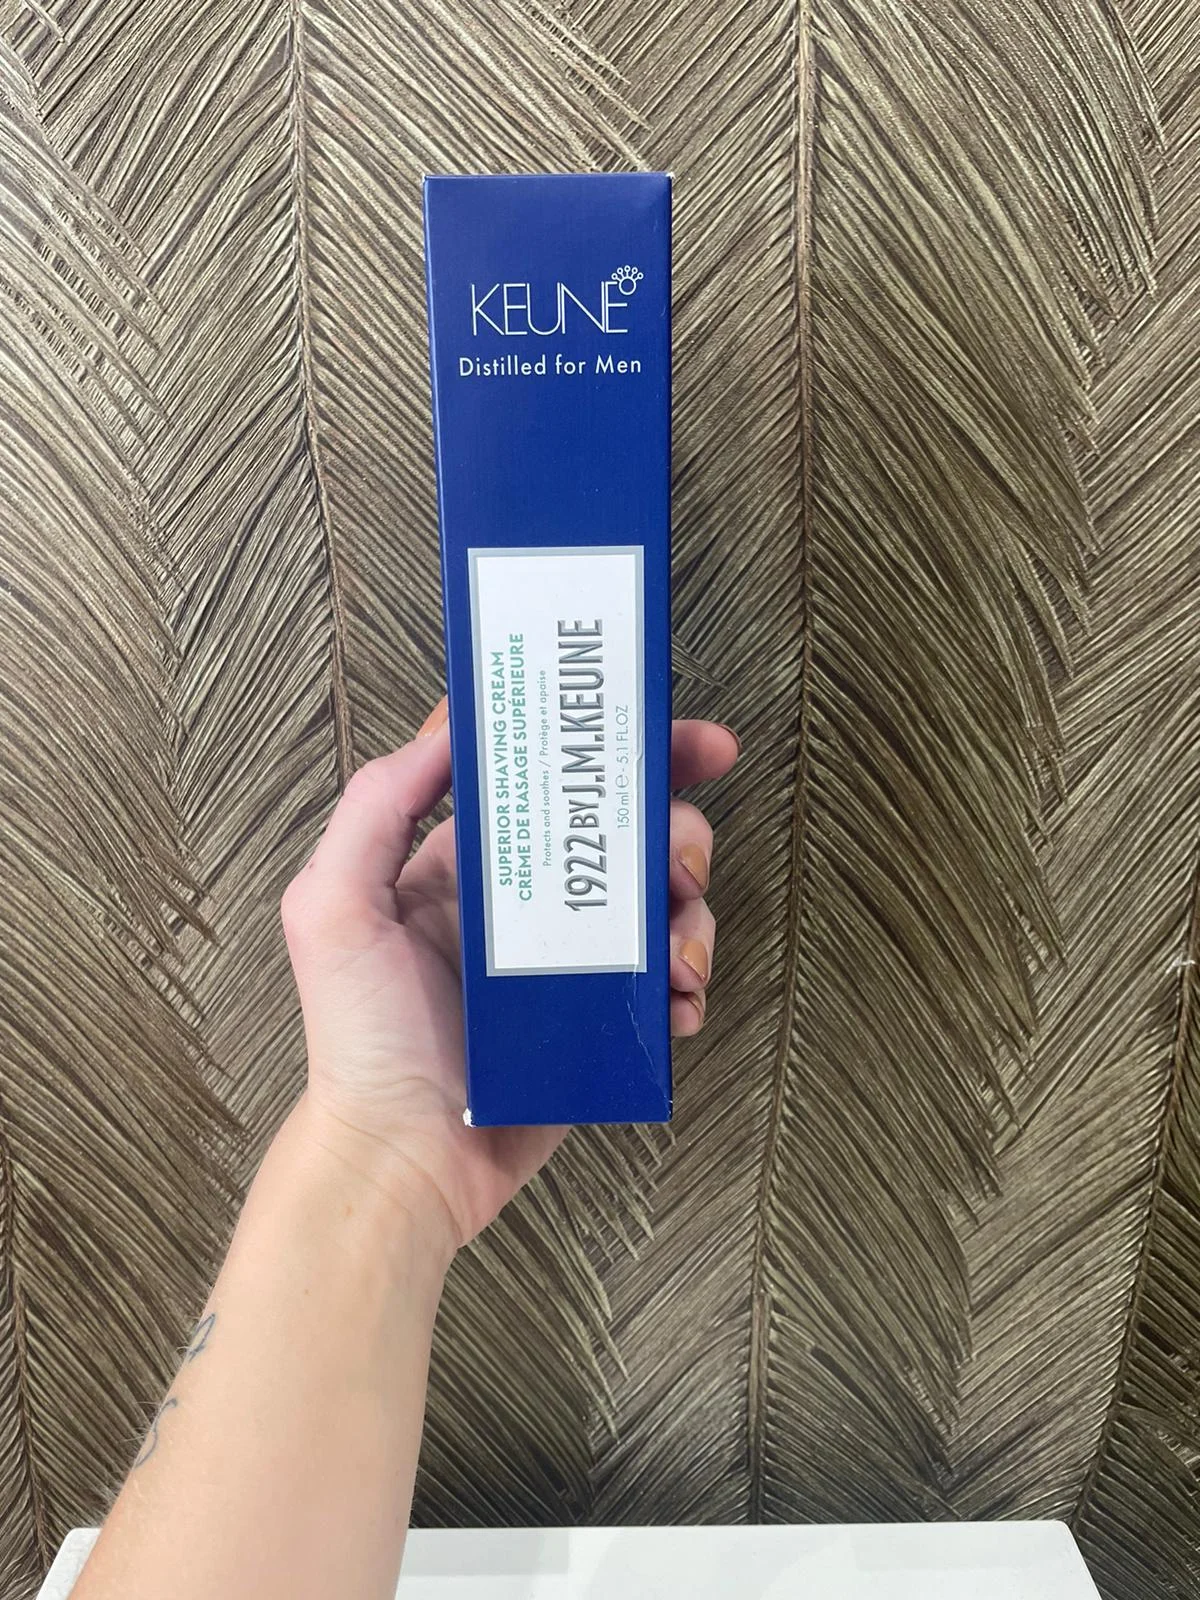 KEUNE
Distilled for Men
SUPERIOR SHAVING CREAM
CRÈME DE RASAGE SUPÉRIEURE
Protects and soothes / Protège et apaise
1922 BY J.M.KEUNE
150 ml ℮ - 5.1 FL.OZ